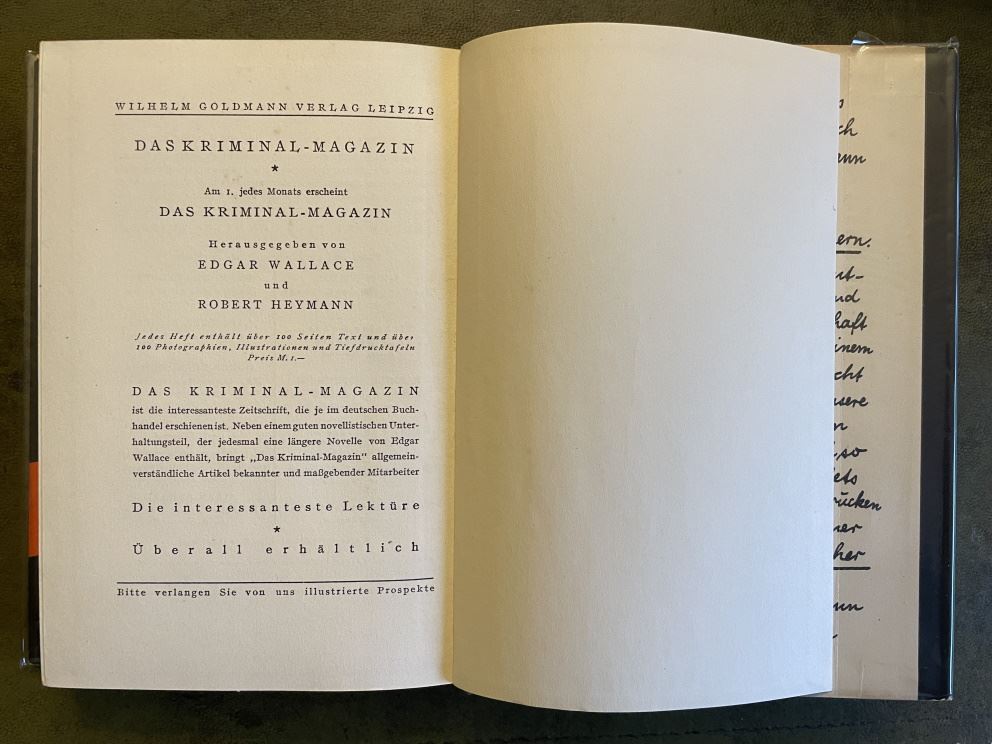 WILHELM GOLDMANN VERLAG LEIPZIG
DAS KRIMINAL-MAGAZIN
*
Am 1. jedes Monats erscheint
DAS KRIMINAL-MAGAZIN
Herausgegeben von
EDGAR WALLACE
und
ROBERT HEYMANN
Jedes Heft enthält über 100 Seiten Text und über
100 Photographien, Illustrationen und Tiefdrucktafeln
Preis M. 1.—
DAS KRIMINAL-MAGAZIN
ist die interessanteste Zeitschrift, die je im deutschen Buch-
handel erschienen ist. Neben einem guten novellistischen Unter-
haltungsteil, der jedesmal eine längere Novelle von Edgar
Wallace enthält, bringt „Das Kriminal-Magazin“ allgemein-
verständliche Artikel bekannter und maßgebender Mitarbeiter
Die interessanteste Lektüre
*
Überall erhältlich
Bitte verlangen Sie von uns illustrierte Prospekte